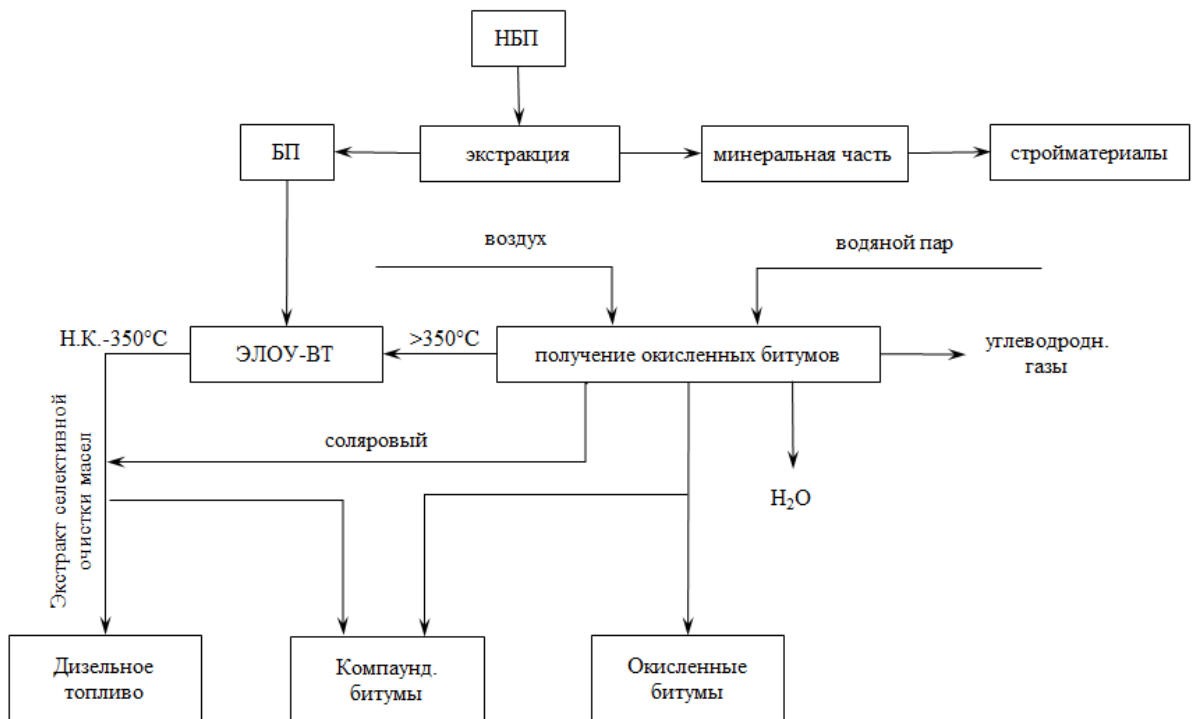 НБП
БП
экстракция
минеральная часть
стройматериалы
воздух
водяной пар
Н.К.-350°С
ЭЛОУ-ВТ
>350°С
получение окисленных битумов
углеводродн.
газы
соляровый
Экстракт селективной
очистки масел
H₂O
Дизельное
топливо
Компаунд.
битумы
Окисленные
битумы